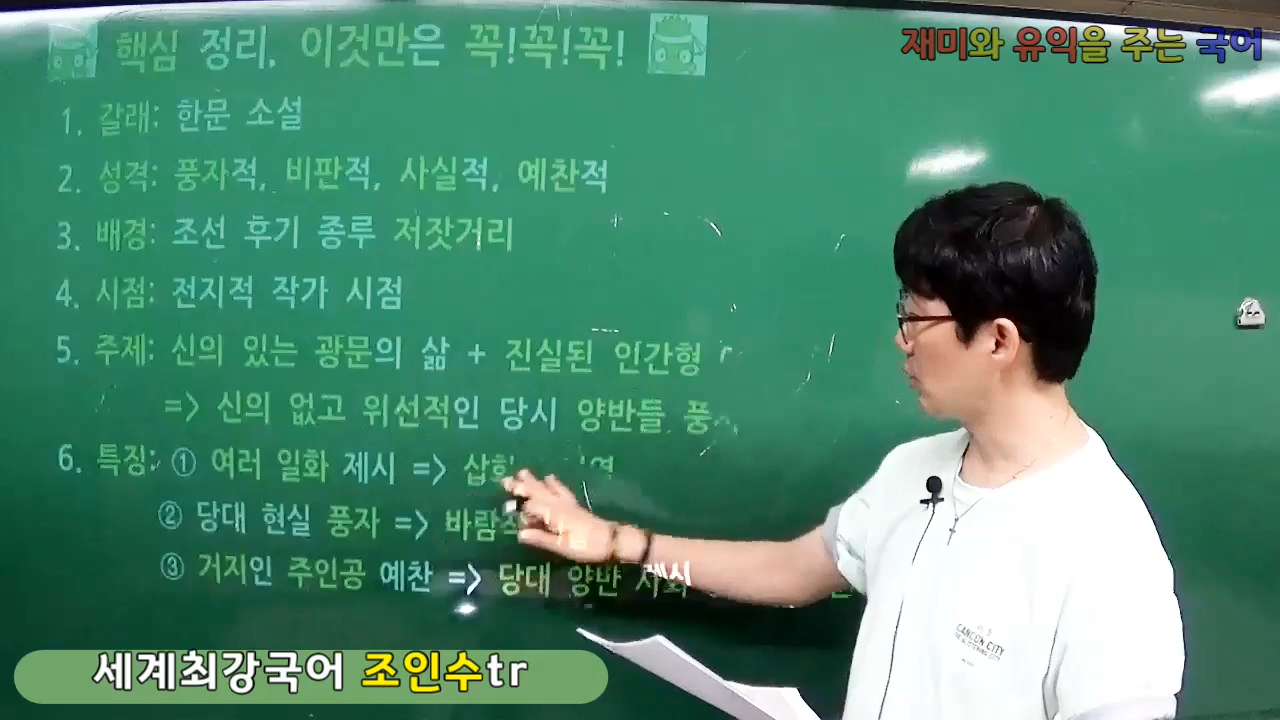 핵심 정리, 이것만은 꼭!꼭!꼭!
재미와 유익을 주는 국어
1. 갈래: 한문 소설
2. 성격: 풍자적, 비판적, 사실적, 예찬적
3. 배경: 조선 후기 종루 저잣거리
4. 시점: 전지적 작가 시점
5. 주제: 신의 있는 광문의 삶 + 진실된 인간형
=> 신의 없고 위선적인 당시 양반들
6. 특징: ① 여러 일화 제시 =>
② 당대 현실 풍자 =>
③ 거지인 주인공 예찬 => 당대 양반 사회
CANCUN CITY
세계최강국어 조인수tr